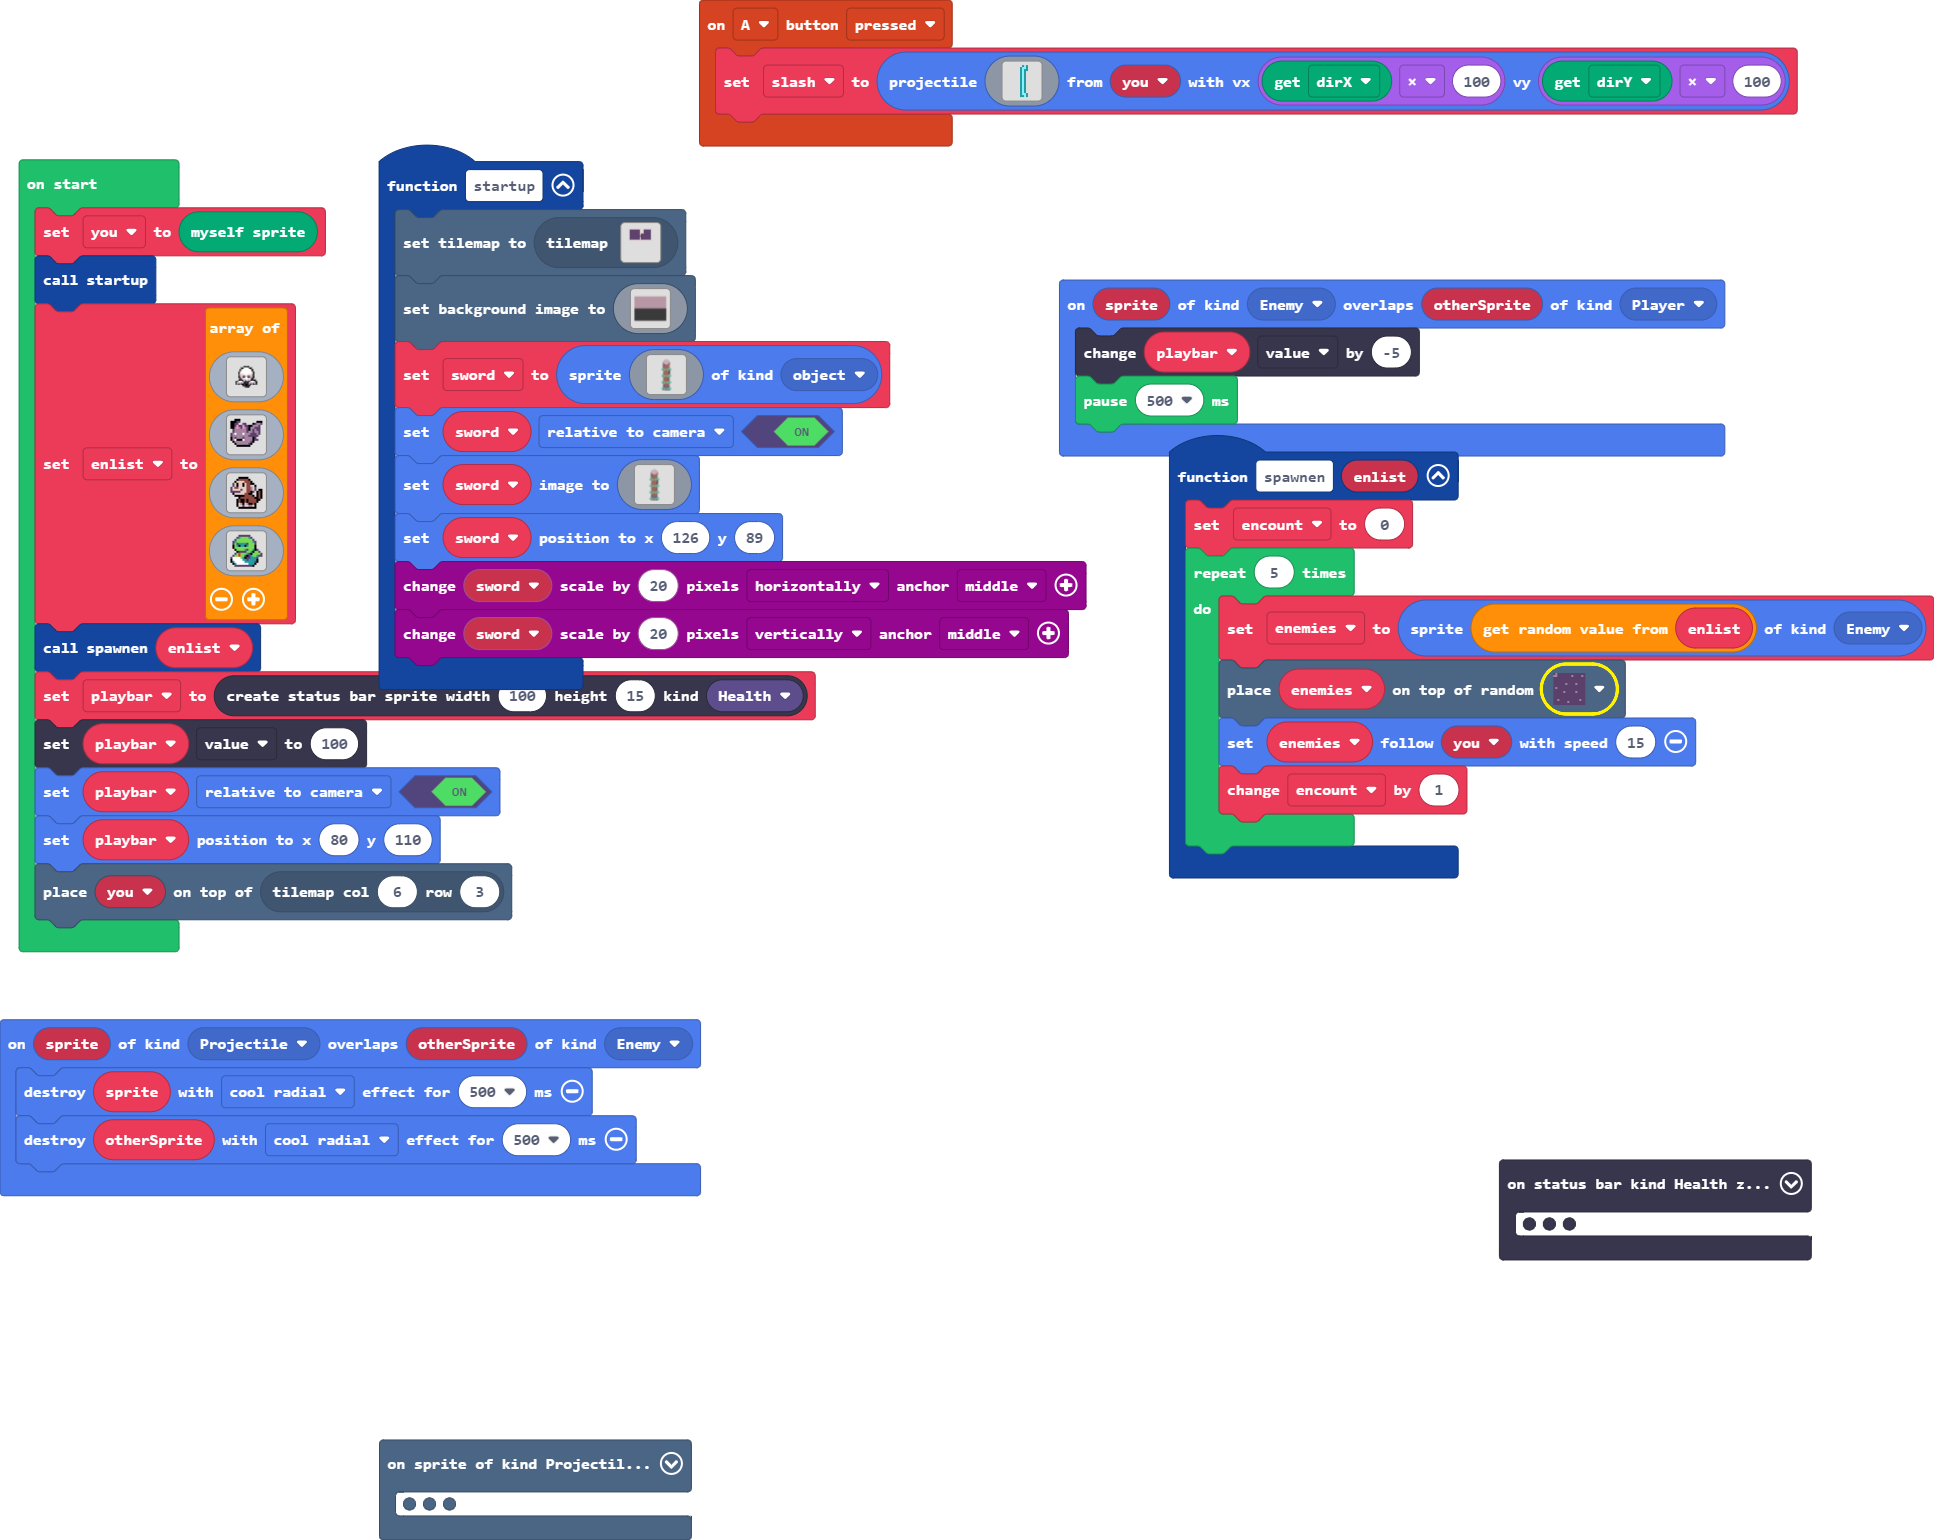 on A button pressed
set slash to projectile from you with vx get dirX × 100 vy get dirY × 100
on start
set you to myself sprite
call startup
set enlist to array of
call spawnen enlist
set playbar to create status bar sprite width 100 height 15 kind Health
set playbar value to 100
set playbar relative to camera ON
set playbar position to x 80 y 110
place you on top of tilemap col 6 row 3
function startup
set tilemap to tilemap
set background image to
set sword to sprite of kind object
set sword relative to camera ON
set sword image to
set sword position to x 126 y 89
change sword scale by 20 pixels horizontally anchor middle
change sword scale by 20 pixels vertically anchor middle
on sprite of kind Enemy overlaps otherSprite of kind Player
change playbar value by -5
pause 500 ms
function spawnen enlist
set encount to 0
repeat 5 times
do
set enemies to sprite get random value from enlist of kind Enemy
place enemies on top of random
set enemies follow you with speed 15
change encount by 1
on sprite of kind Projectile overlaps otherSprite of kind Enemy
destroy sprite with cool radial effect for 500 ms
destroy otherSprite with cool radial effect for 500 ms
on status bar kind Health z...
on sprite of kind Projectil...